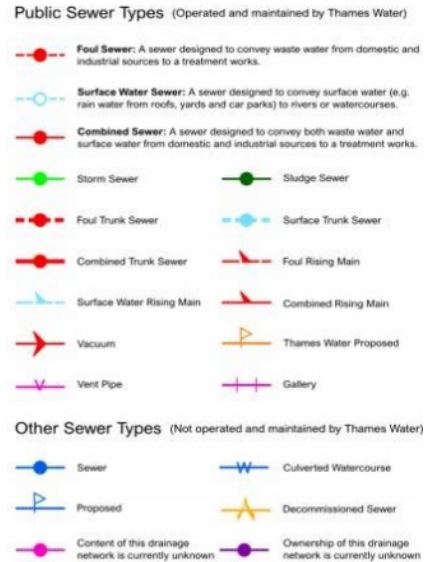 Public Sewer Types (Operated and maintained by Thames Water)
Foul Sewer: A sewer designed to convey waste water from domestic and
industrial sources to a treatment works.
Surface Water Sewer: A sewer designed to convey surface water (e.g.
rain water from roofs, yards and car parks) to rivers or watercourses.
Combined Sewer: A sewer designed to convey both waste water and
surface water from domestic and industrial sources to a treatment works.
Storm Sewer
Sludge Sewer
Foul Trunk Sewer
Surface Trunk Sewer
Combined Trunk Sewer
Foul Rising Main
Surface Water Rising Main
Combined Rising Main
Vacuum
Thames Water Proposed
Vent Pipe
Gallery
Other Sewer Types (Not operated and maintained by Thames Water)
Sewer
Culverted Watercourse
Proposed
Decommissioned Sewer
Content of this drainage
network is currently unknown
Ownership of this drainage
network is currently unknown